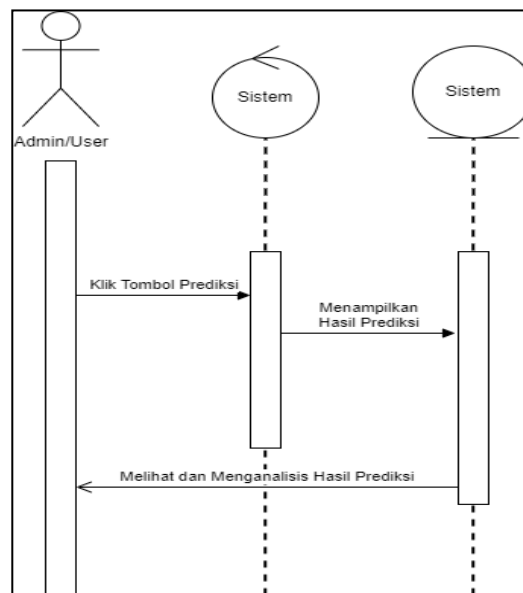 Sistem
Sistem
Admin/User
Klik Tombol Prediksi
Menampilkan
Hasil Prediksi
Melihat dan Menganalisis Hasil Prediksi